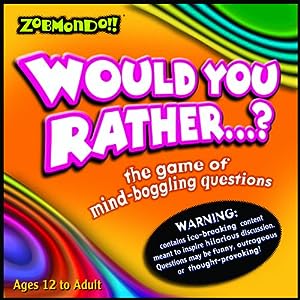 ZOBMONDO!!
WOULD YOU
RATHER...?
the game of
mind-boggling questions
WARNING:
contains ice-breaking content
meant to inspire hilarious discussion.
Questions may be funny, outrageous
or thought-provoking!
Ages 12 to Adult